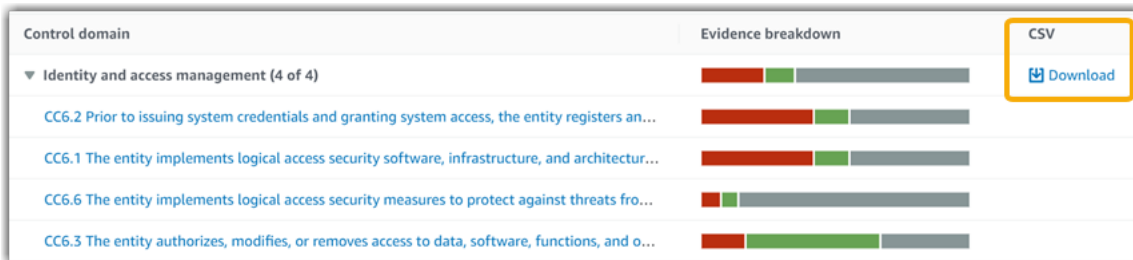 Control domain Evidence breakdown CSV
Identity and access management (4 of 4) Download
CC6.2 Prior to issuing system credentials and granting system access, the entity registers an...
CC6.1 The entity implements logical access security software, infrastructure, and architectur...
CC6.6 The entity implements logical access security measures to protect against threats fro...
CC6.3 The entity authorizes, modifies, or removes access to data, software, functions, and o...